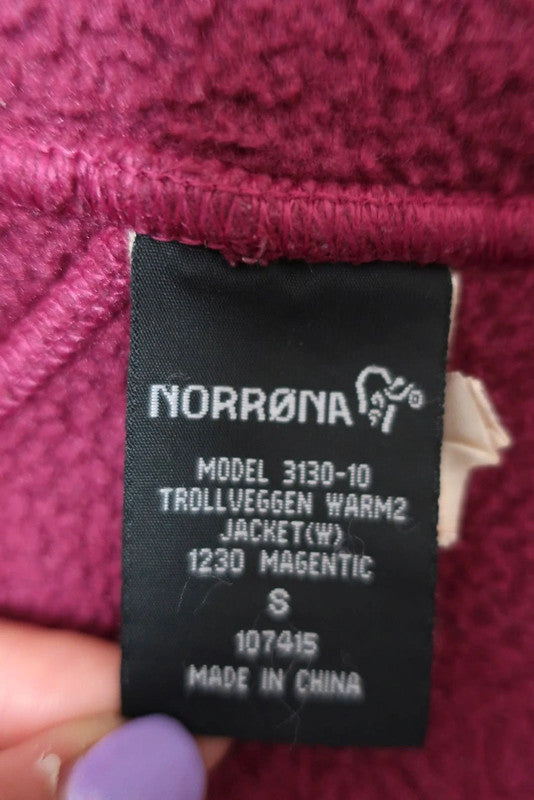 NORRØNA
MODEL 3130-10
TROLLVEGGEN WARM2
JACKET(W)
1230 MAGENTIC
S
107415
MADE IN CHINA